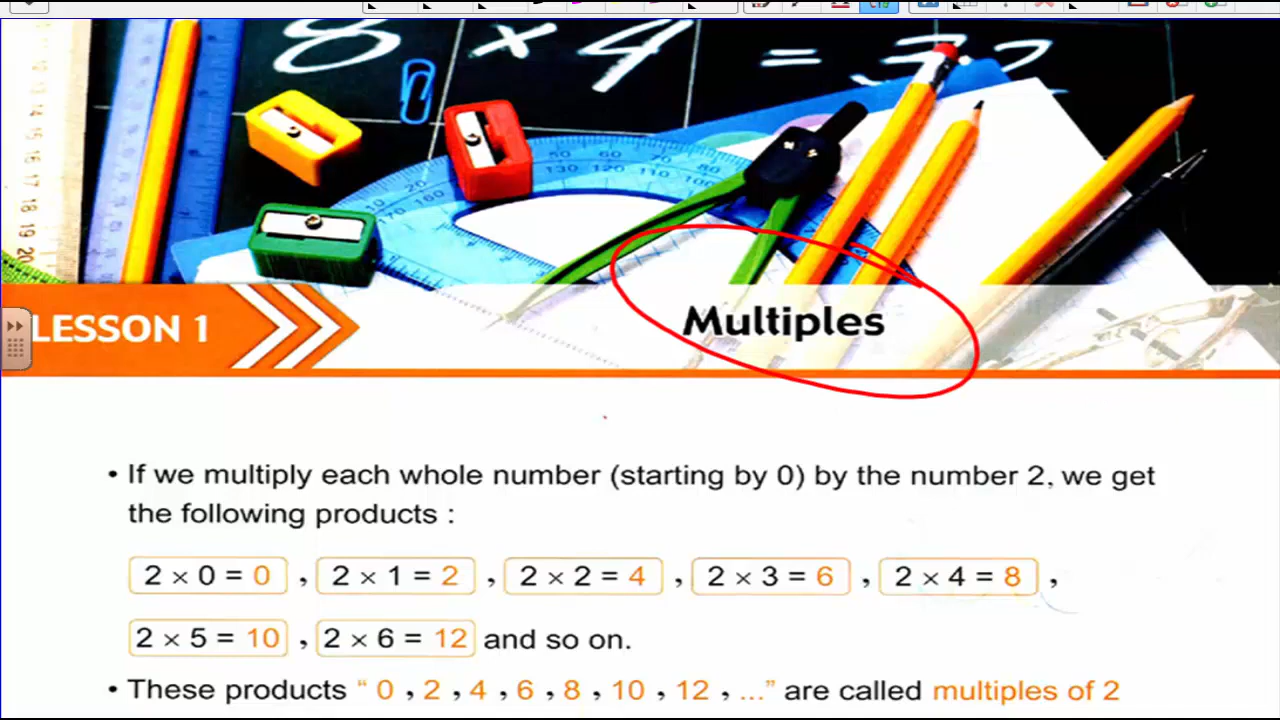 8 × 4 = 32
LESSON 1
Multiples
• If we multiply each whole number (starting by 0) by the number 2, we get
the following products :
2 × 0 = 0 , 2 × 1 = 2 , 2 × 2 = 4 , 2 × 3 = 6 , 2 × 4 = 8 ,
2 × 5 = 10 , 2 × 6 = 12 and so on.
• These products “ 0 , 2 , 4 , 6 , 8 , 10 , 12 , ...” are called multiples of 2